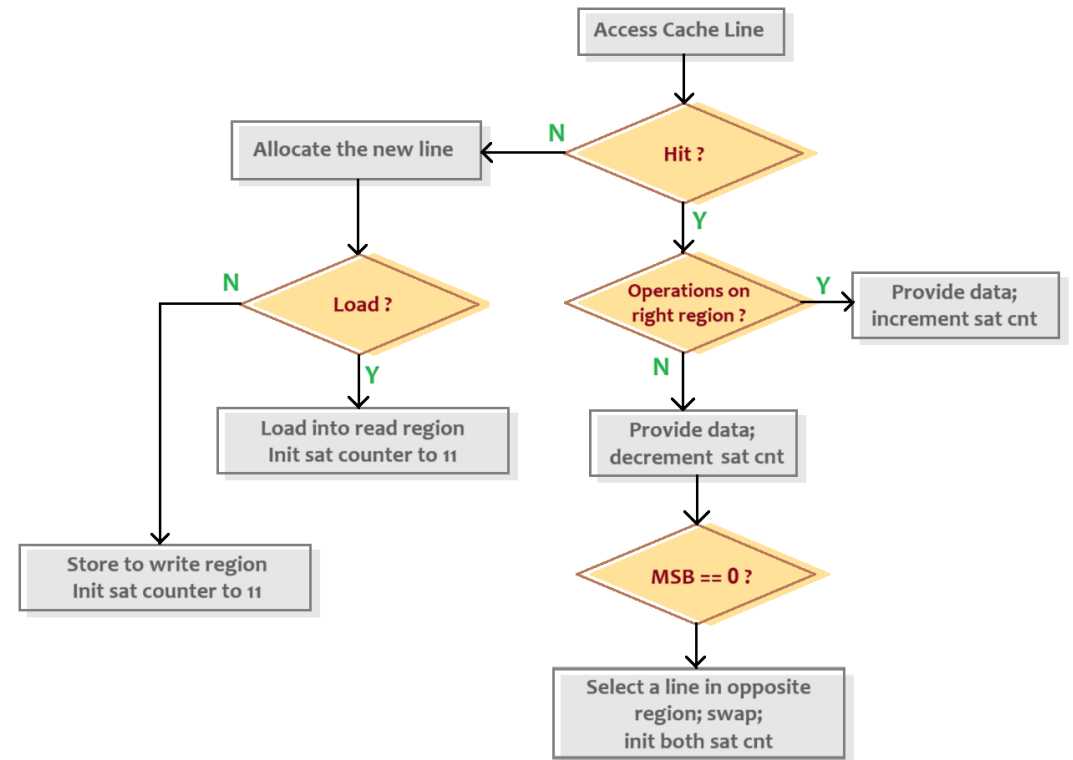 Access Cache Line
Hit ?
N
Allocate the new line
Y
Load ?
N
Y
Load into read region
Init sat counter to 11
Store to write region
Init sat counter to 11
Operations on
right region ?
Y
Provide data;
increment sat cnt
N
Provide data;
decrement sat cnt
MSB == 0 ?
Select a line in opposite
region; swap;
init both sat cnt